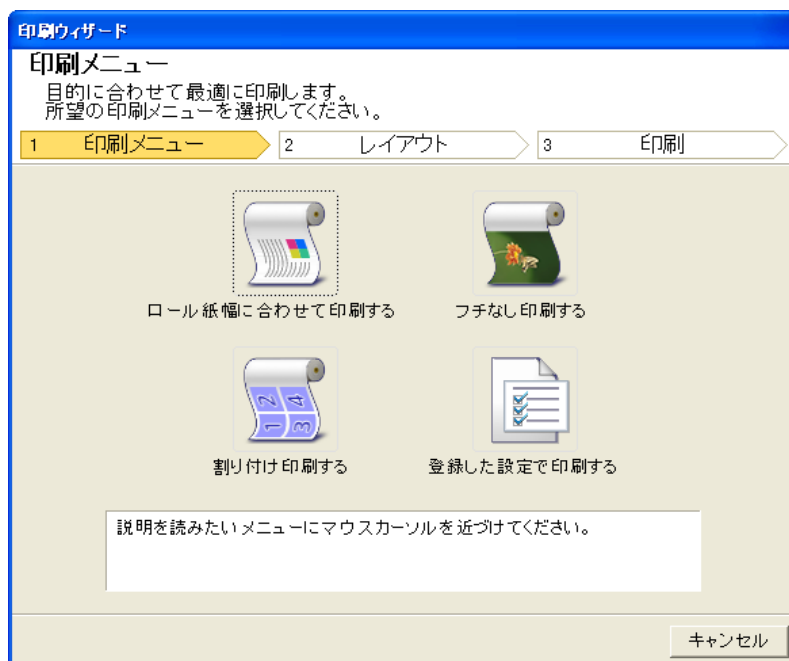 印刷ウィザード
印刷メニュー
目的に合わせて最適に印刷します。
所望の印刷メニューを選択してください。
1 印刷メニュー 2 レイアウト 3 印刷
ロール紙幅に合わせて印刷する フチなし印刷する
1 2 3 4
割り付け印刷する 登録した設定で印刷する
説明を読みたいメニューにマウスカーソルを近づけてください。
キャンセル